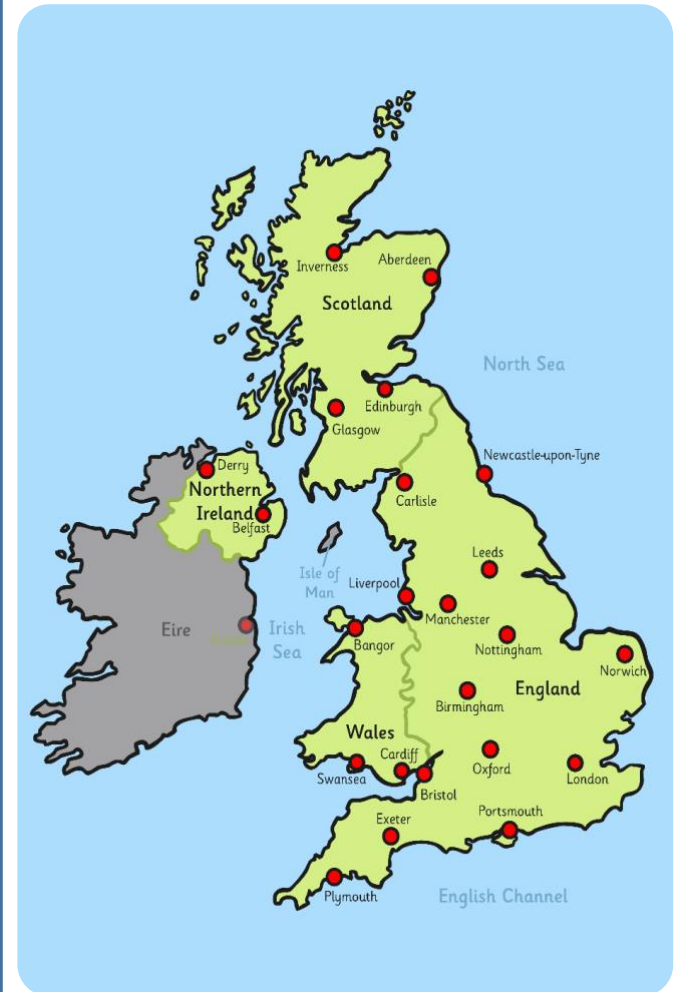 Inverness
Aberdeen
Scotland
North Sea
Edinburgh
Glasgow
Newcastle-upon-Tyne
Derry
Northern
Ireland
Carlisle
Belfast
Leeds
Isle of
Man
Liverpool
Manchester
Eire
Irish
Sea
Bangor
Nottingham
Norwich
England
Birmingham
Wales
Cardiff
Swansea
Oxford
London
Bristol
Portsmouth
Exeter
Plymouth
English Channel